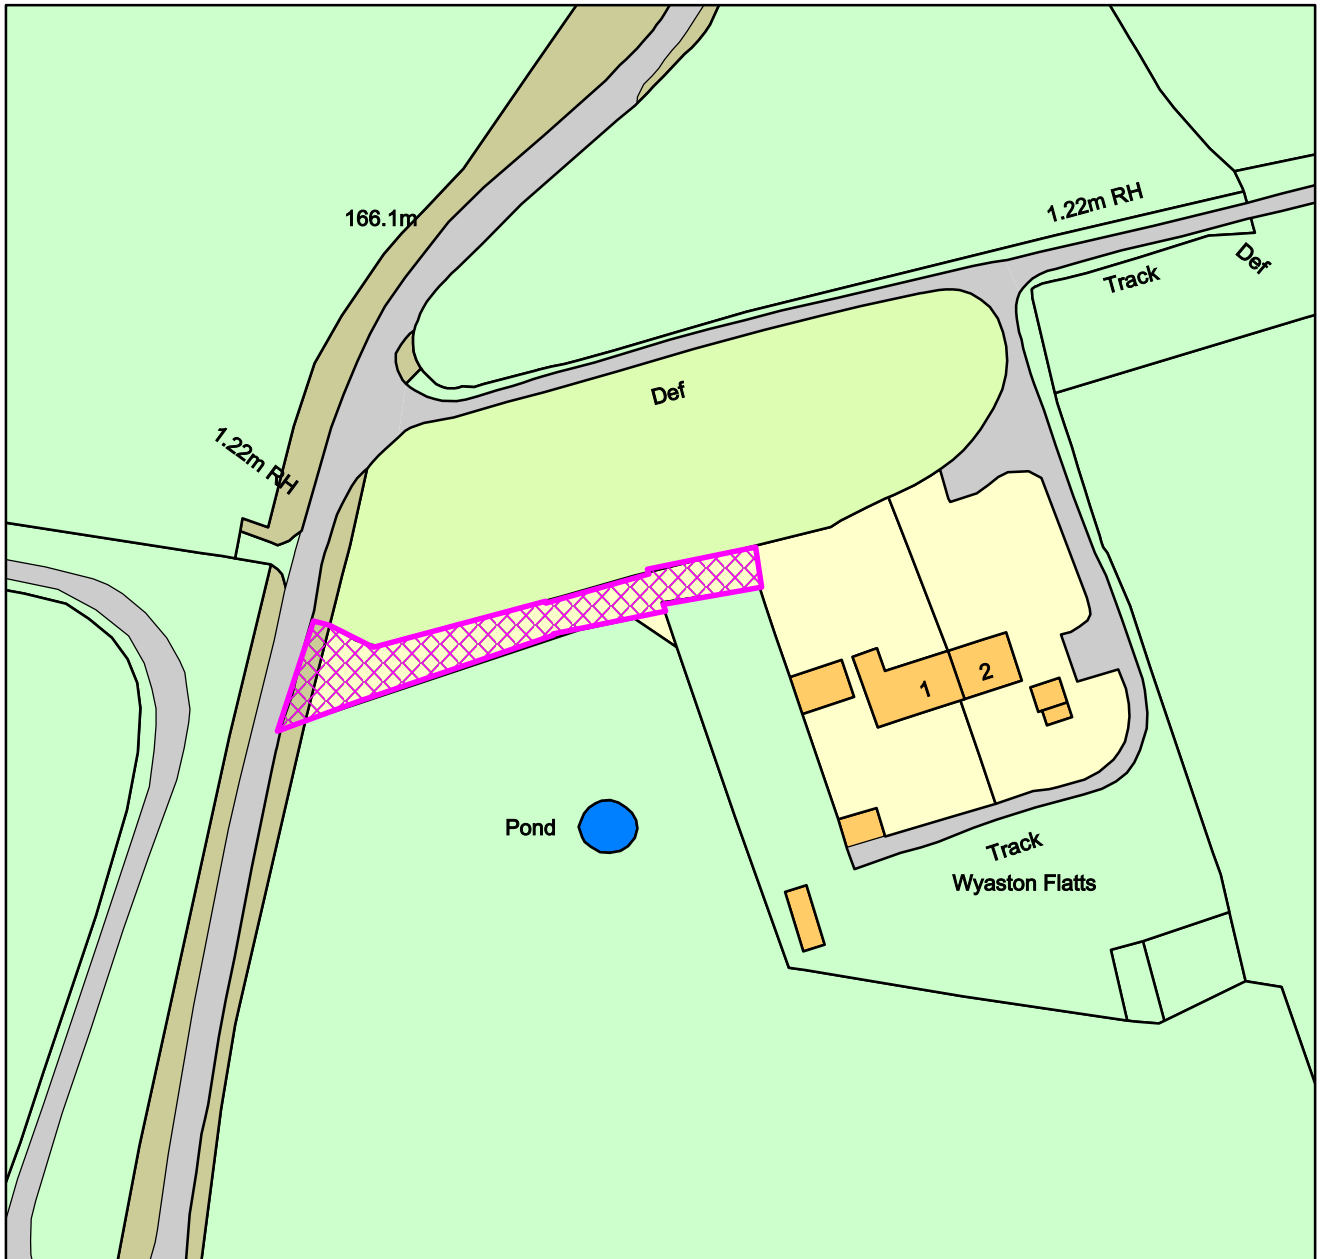 166.1m
1.22m RH
Track
Def
Def
1.22m RH
1
2
Pond
Track
Wyaston Flatts